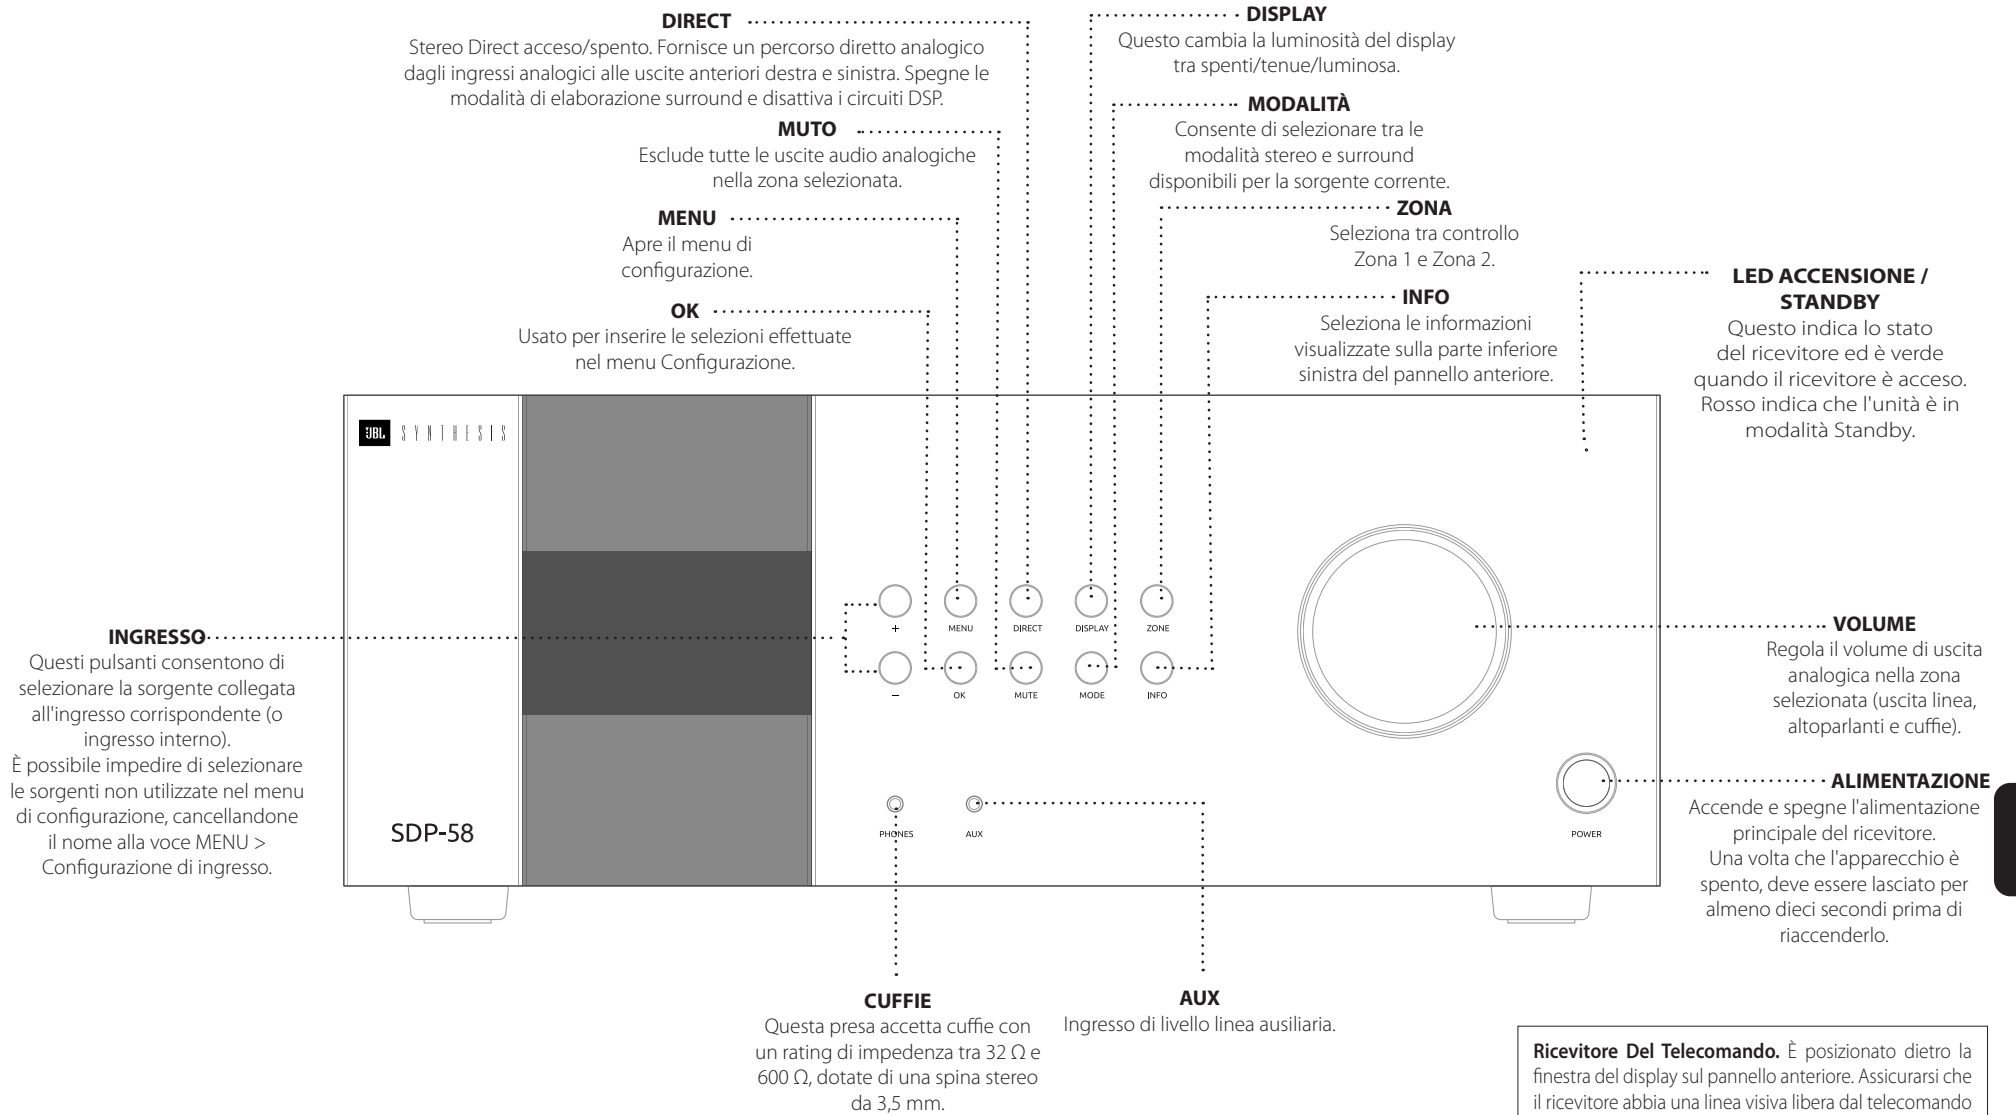 DIRECT
Stereo Direct acceso/spento. Fornisce un percorso diretto analogico
dagli ingressi analogici alle uscite anteriori destra e sinistra. Spegne le
modalità di elaborazione surround e disattiva i circuiti DSP.
MUTO
Esclude tutte le uscite audio analogiche
nella zona selezionata.
MENU
Apre il menu di
configurazione.
OK
Usato per inserire le selezioni effettuate
nel menu Configurazione.
DISPLAY
Questo cambia la luminosità del display
tra spenti/tenue/luminosa.
MODALITÀ
Consente di selezionare tra le
modalità stereo e surround
disponibili per la sorgente corrente.
ZONA
Seleziona tra controllo
Zona 1 e Zona 2.
INFO
Seleziona le informazioni
visualizzate sulla parte inferiore
sinistra del pannello anteriore.
LED ACCENSIONE /
STANDBY
Questo indica lo stato
del ricevitore ed è verde
quando il ricevitore è acceso.
Rosso indica che l'unità è in
modalità Standby.
JBL SYNTHESIS
+ MENU DIRECT DISPLAY ZONE
– OK MUTE MODE INFO
INGRESSO
Questi pulsanti consentono di
selezionare la sorgente collegata
all'ingresso corrispondente (o
ingresso interno).
È possibile impedire di selezionare
le sorgenti non utilizzate nel menu
di configurazione, cancellandone
il nome alla voce MENU >
Configurazione di ingresso.
SDP-58
PHONES AUX
POWER
VOLUME
Regola il volume di uscita
analogica nella zona
selezionata (uscita linea,
altoparlanti e cuffie).
ALIMENTAZIONE
Accende e spegne l'alimentazione
principale del ricevitore.
Una volta che l'apparecchio è
spento, deve essere lasciato per
almeno dieci secondi prima di
riaccenderlo.
CUFFIE
Questa presa accetta cuffie con
un rating di impedenza tra 32 Ω e
600 Ω, dotate di una spina stereo
da 3,5 mm.
AUX
Ingresso di livello linea ausiliaria.
Ricevitore Del Telecomando. È posizionato dietro la
finestra del display sul pannello anteriore. Assicurarsi che
il ricevitore abbia una linea visiva libera dal telecomando